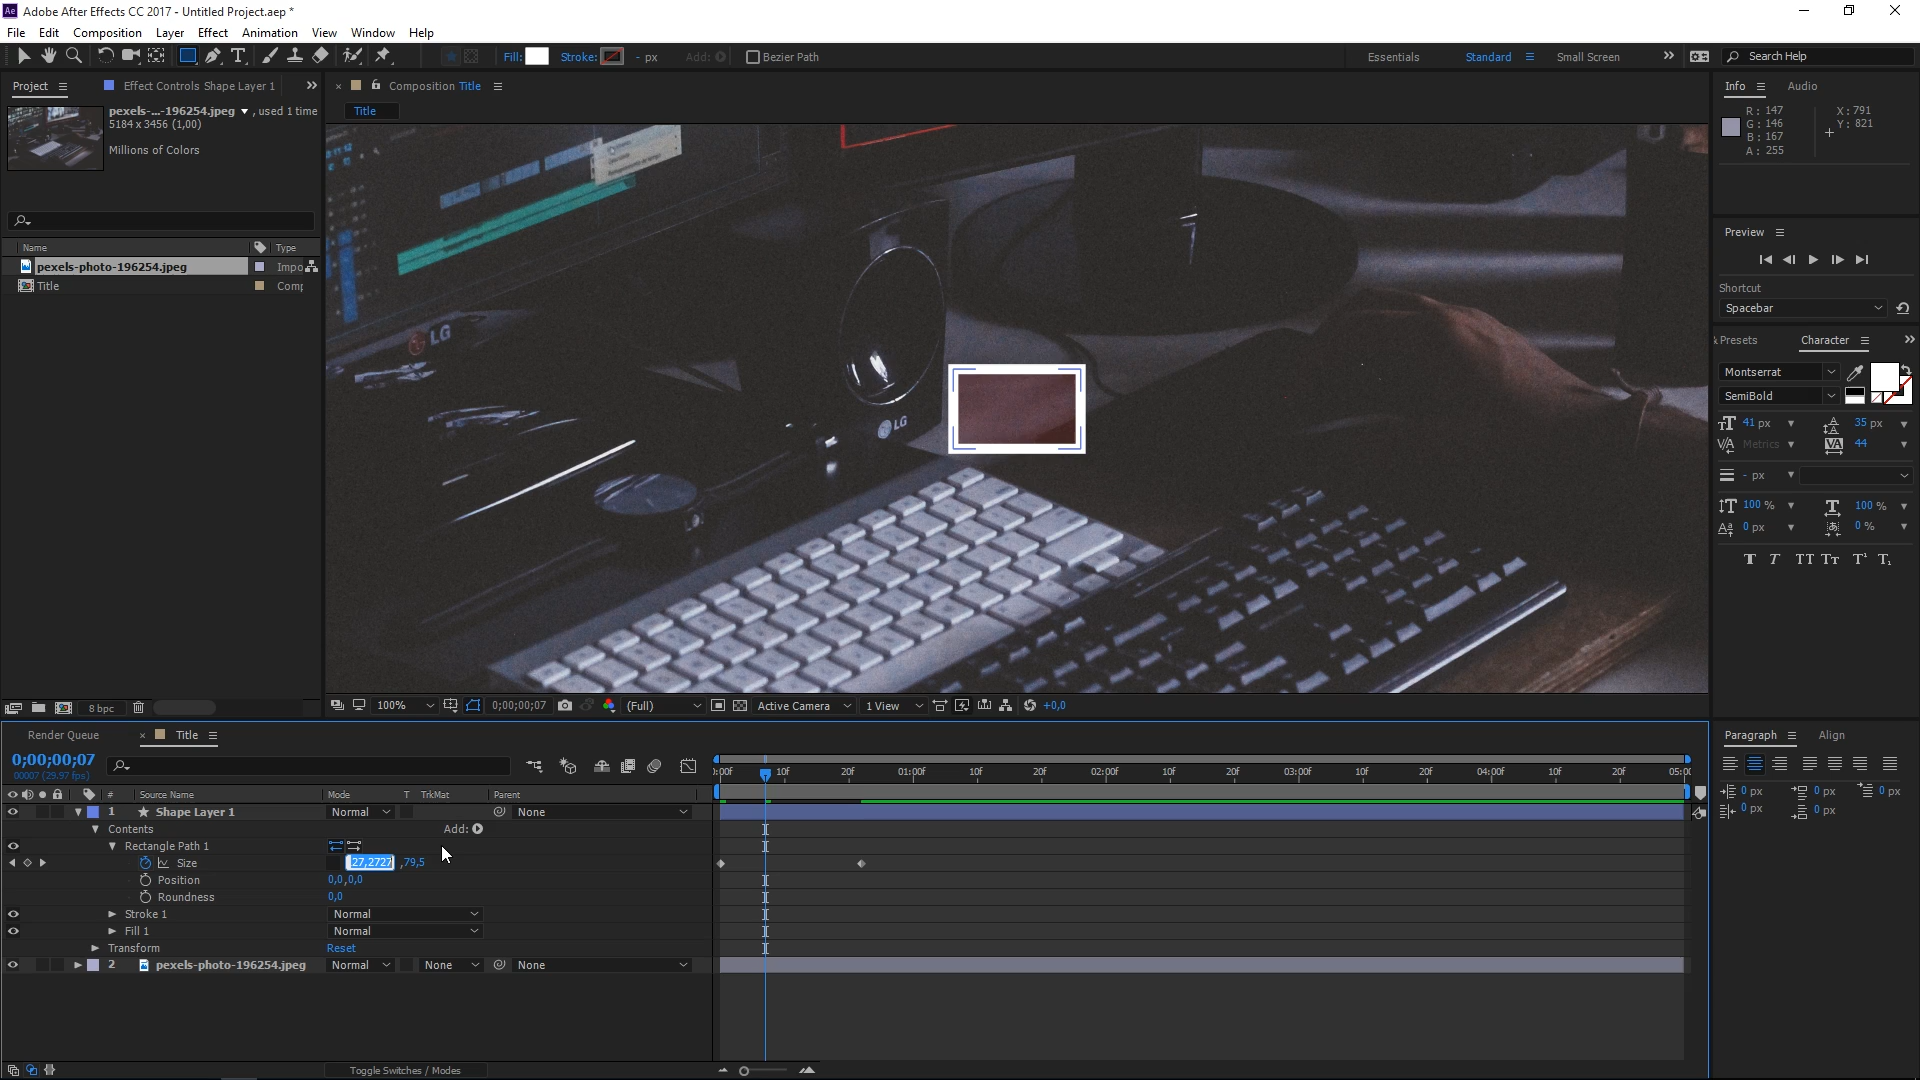 Adobe After Effects CC 2017 - Untitled Project.aep *
File Edit Composition Layer Effect Animation View Window Help
Fill: Stroke: - px Add: Bezier Path Essentials Standard Small Screen Search Help
Project Effect Controls Shape Layer 1
Composition Title
Title
pexels-...-196254.jpeg , used 1 time
5184 x 3456 (1,00)
Millions of Colors
Name Type
pexels-photo-196254.jpeg Impo
Title Comp
8 bpc
LG
LG
100% 0;00;00;07 (Full) Active Camera 1 View +0,0
Info Audio
R: 147 X: 791
G: 146 Y: 821
B: 167
A: 255
Preview
Shortcut
Spacebar
& Presets Character
Montserrat
SemiBold
41 px 35 px
Metrics 44
- px
100 % 100 %
0 px 0 %
T T TT Tr T¹ T₁
Paragraph Align
0 px 0 px 0 px
0 px 0 px
Render Queue Title
0;00;00;07
00007 (29.97 fps)
0:00f 10f 20f 01:00f 10f 20f 02:00f 10f 20f 03:00f 10f 20f 04:00f 10f 20f 05:00
# Source Name Mode T TrkMat Parent
1 Shape Layer 1 Normal None
Contents Add:
Rectangle Path 1
Size 27,2727 ,79,5
Position 0,0,0,0
Roundness 0,0
Stroke 1 Normal
Fill 1 Normal
Transform Reset
2 pexels-photo-196254.jpeg Normal None None
Toggle Switches / Modes